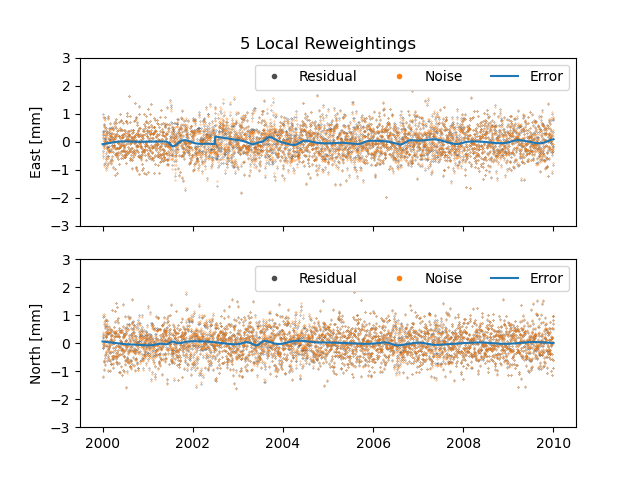 5 Local Reweightings
3
2
1
0
−1
−2
−3
East [mm]
Residual Noise Error
3
2
1
0
−1
−2
−3
North [mm]
Residual Noise Error
2000 2002 2004 2006 2008 2010